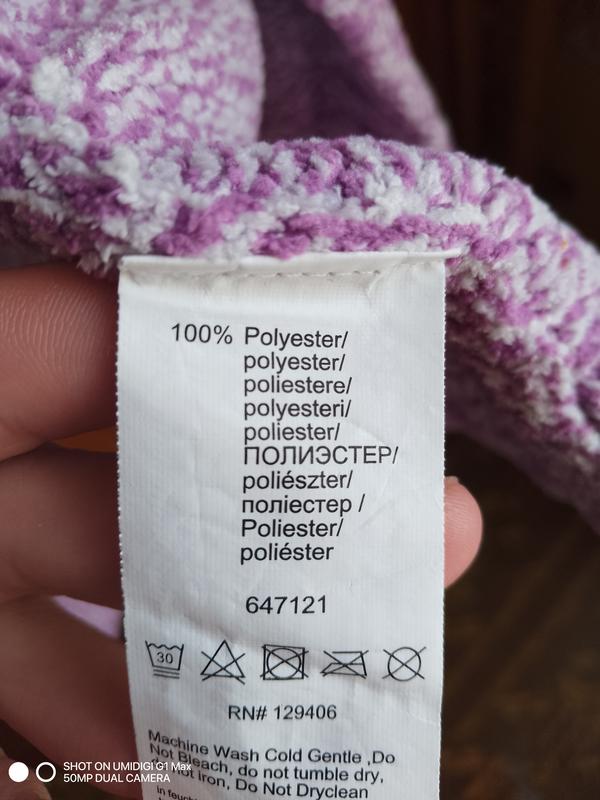 100% Polyester/
polyester/
poliestere/
polyesteri/
poliester/
ПОЛИЭСТЕР/
poliészter/
поліестер /
Poliester/
poliéster
647121
30
RN# 129406
Machine Wash Cold Gentle ,Do
Not Bleach, do not tumble dry,
not iron, Do Not Dryclean
in
SHOT ON UMIDIGI G1 Max
50MP DUAL CAMERA